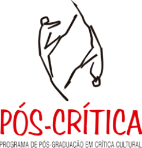 PÓS-CRÍTICA
PROGRAMA DE PÓS-GRADUAÇÃO EM CRÍTICA CULTURAL